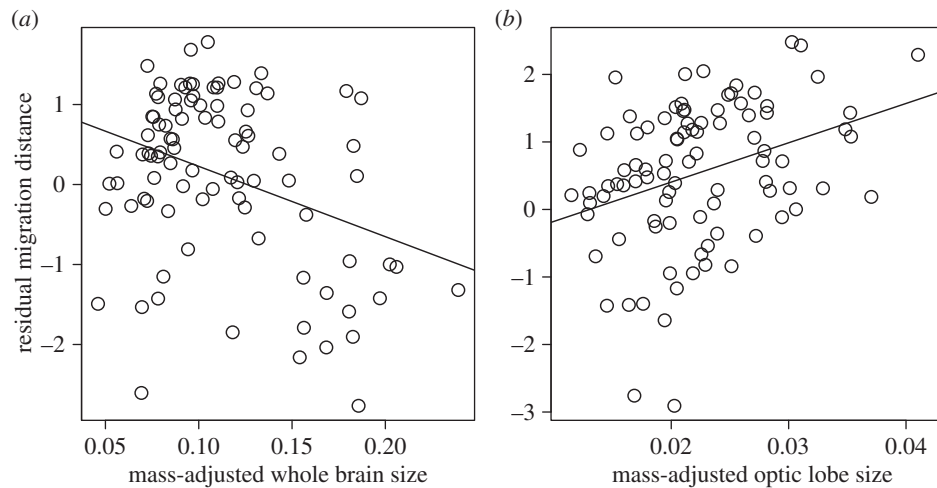 (a)
(b)
residual migration distance
1
0
–1
–2
0.05 0.10 0.15 0.20
mass-adjusted whole brain size
2
1
0
–1
–2
–3
0.02 0.03 0.04
mass-adjusted optic lobe size